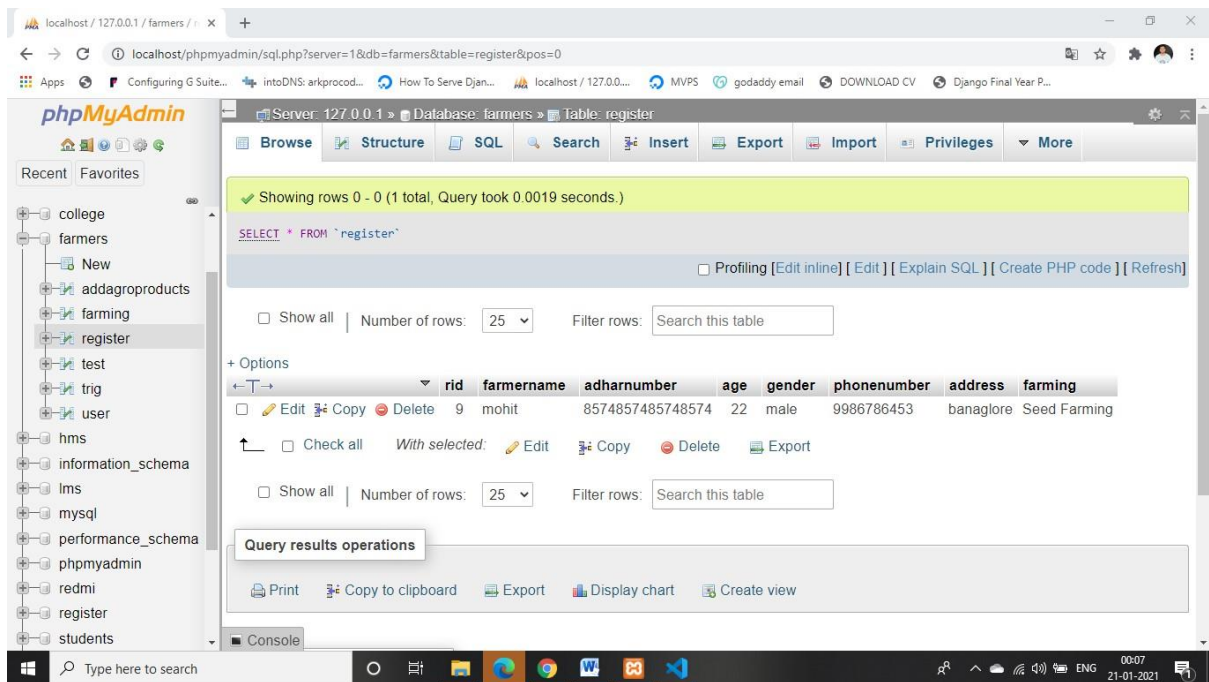 localhost / 127.0.0.1 / farmers / r
localhost/phpmyadmin/sql.php?server=1&db=farmers&table=register&pos=0
Apps Configuring G Suite... intoDNS: arkprocod... How To Serve Djan... localhost / 127.0.0.... MVPS godaddy email DOWNLOAD CV Django Final Year P...
phpMyAdmin
Recent Favorites
college
farmers
New
addagroproducts
farming
register
test
trig
user
hms
information_schema
lms
mysql
performance_schema
phpmyadmin
redmi
register
students
Server: 127.0.0.1 » Database: farmers » Table: register
Browse Structure SQL Search Insert Export Import Privileges More
Showing rows 0 - 0 (1 total, Query took 0.0019 seconds.)
SELECT * FROM `register`
Profiling [Edit inline] [ Edit ] [ Explain SQL ] [ Create PHP code ] [ Refresh]
Show all | Number of rows: 25 Filter rows: Search this table
+ Options
←T→ rid farmername adharnumber age gender phonenumber address farming
Edit Copy Delete 9 mohit 8574857485748574 22 male 9986786453 banaglore Seed Farming
Check all With selected: Edit Copy Delete Export
Show all | Number of rows: 25 Filter rows: Search this table
Query results operations
Print Copy to clipboard Export Display chart Create view
Console
Type here to search
W
ENG
00:07
21-01-2021
1